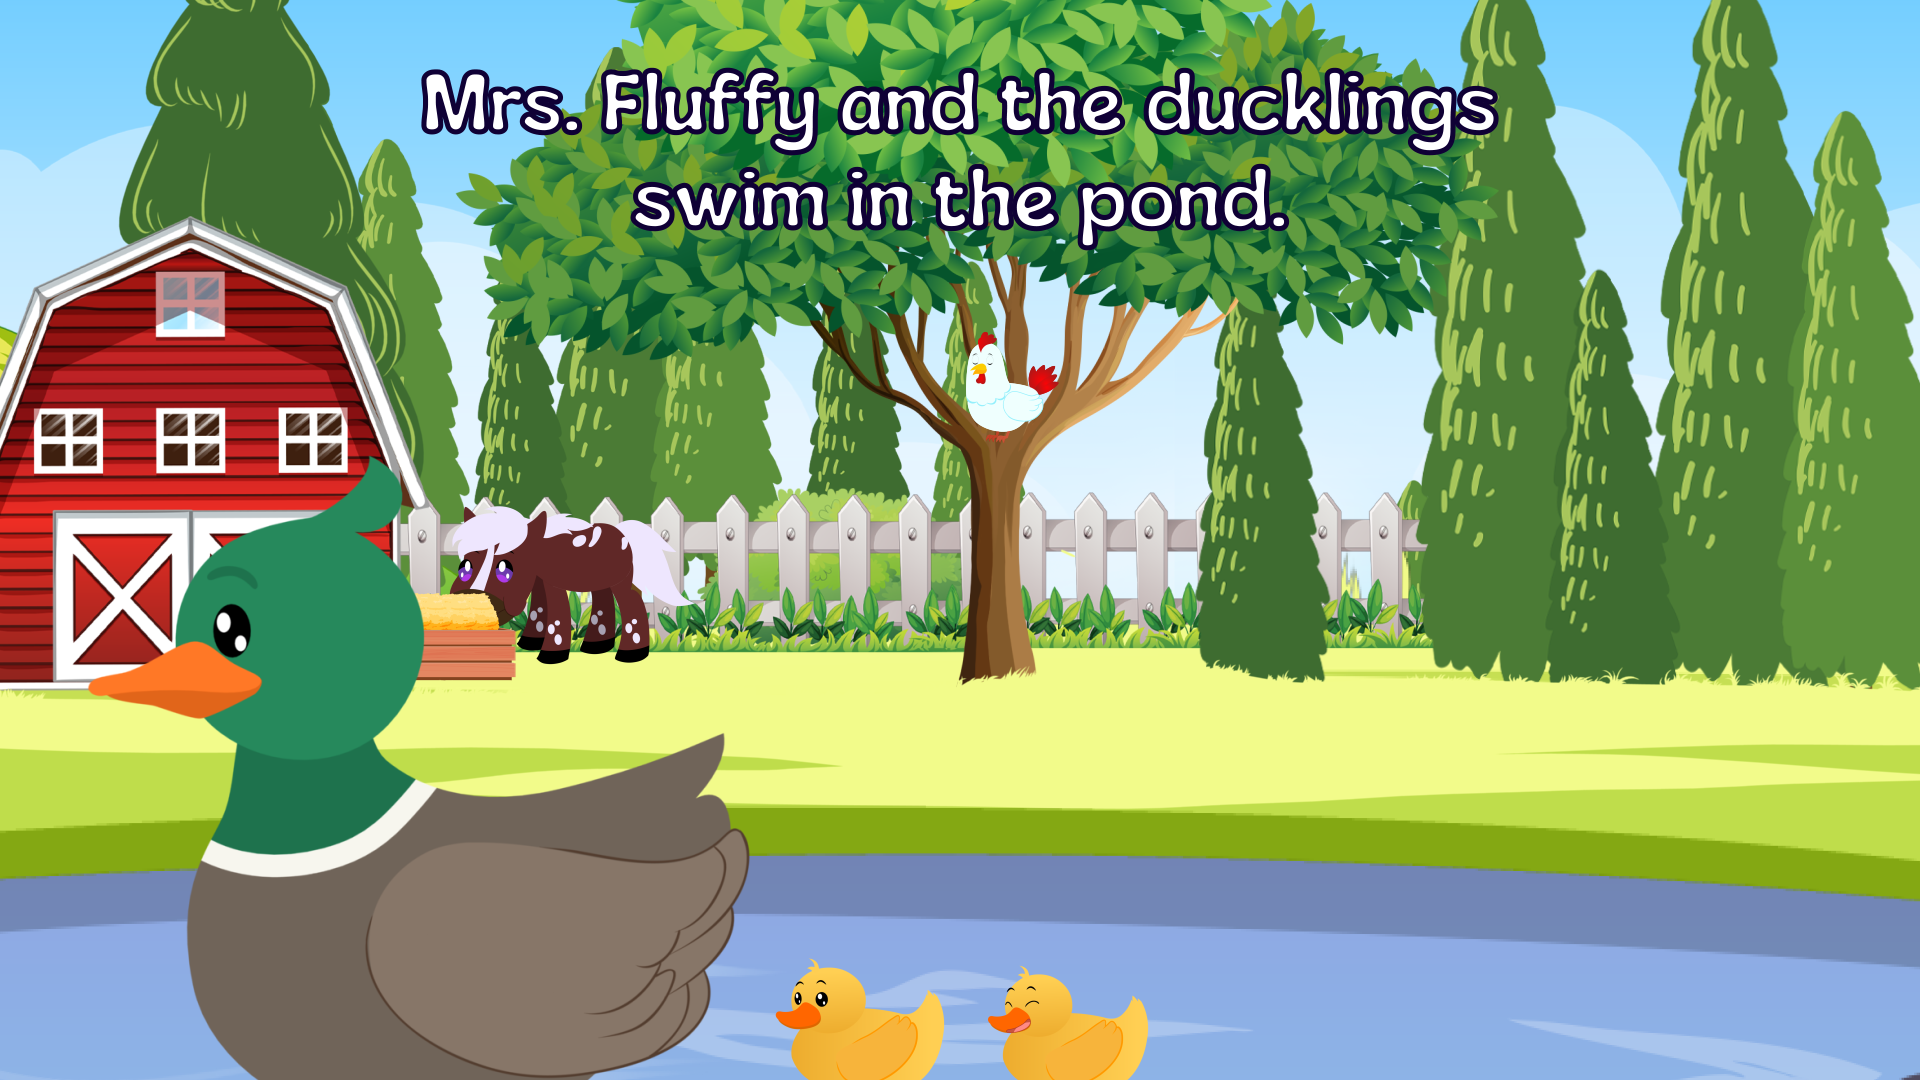 Mrs. Fluffy and the ducklings
swim in the pond.